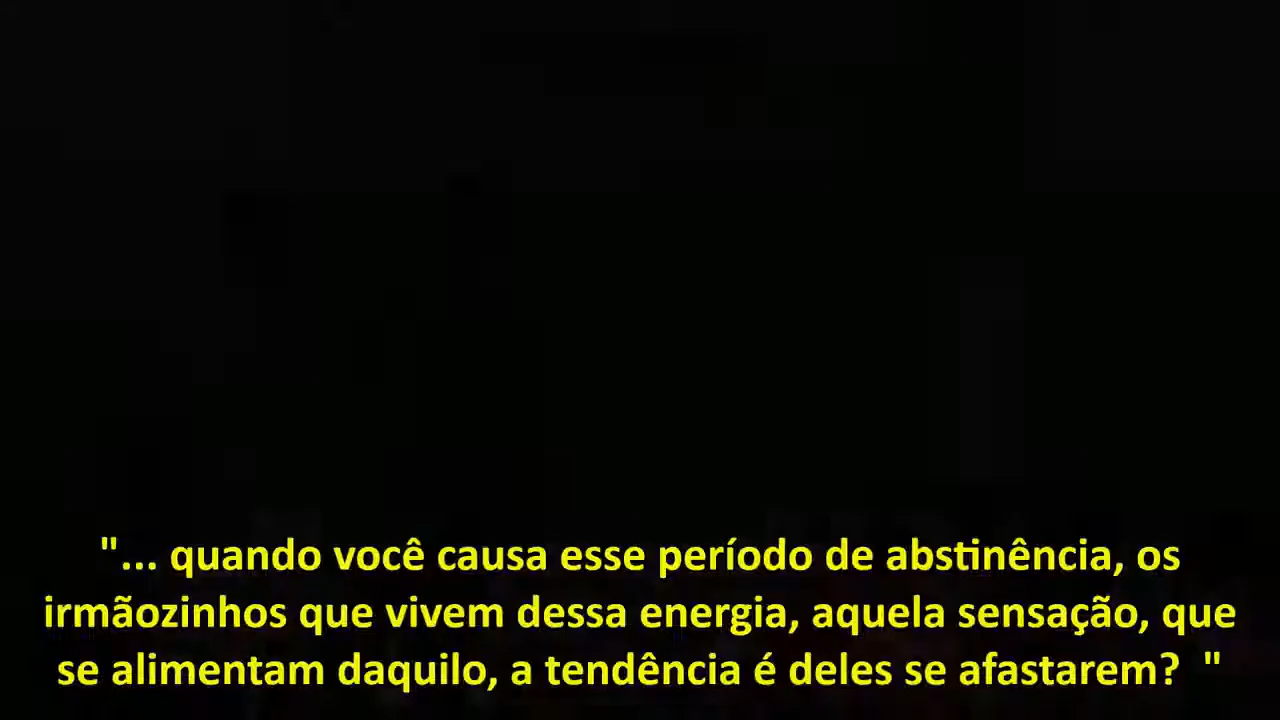 "... quando você causa esse período de abstinência, os
irmãozinhos que vivem dessa energia, aquela sensação, que
se alimentam daquilo, a tendência é deles se afastarem?  "